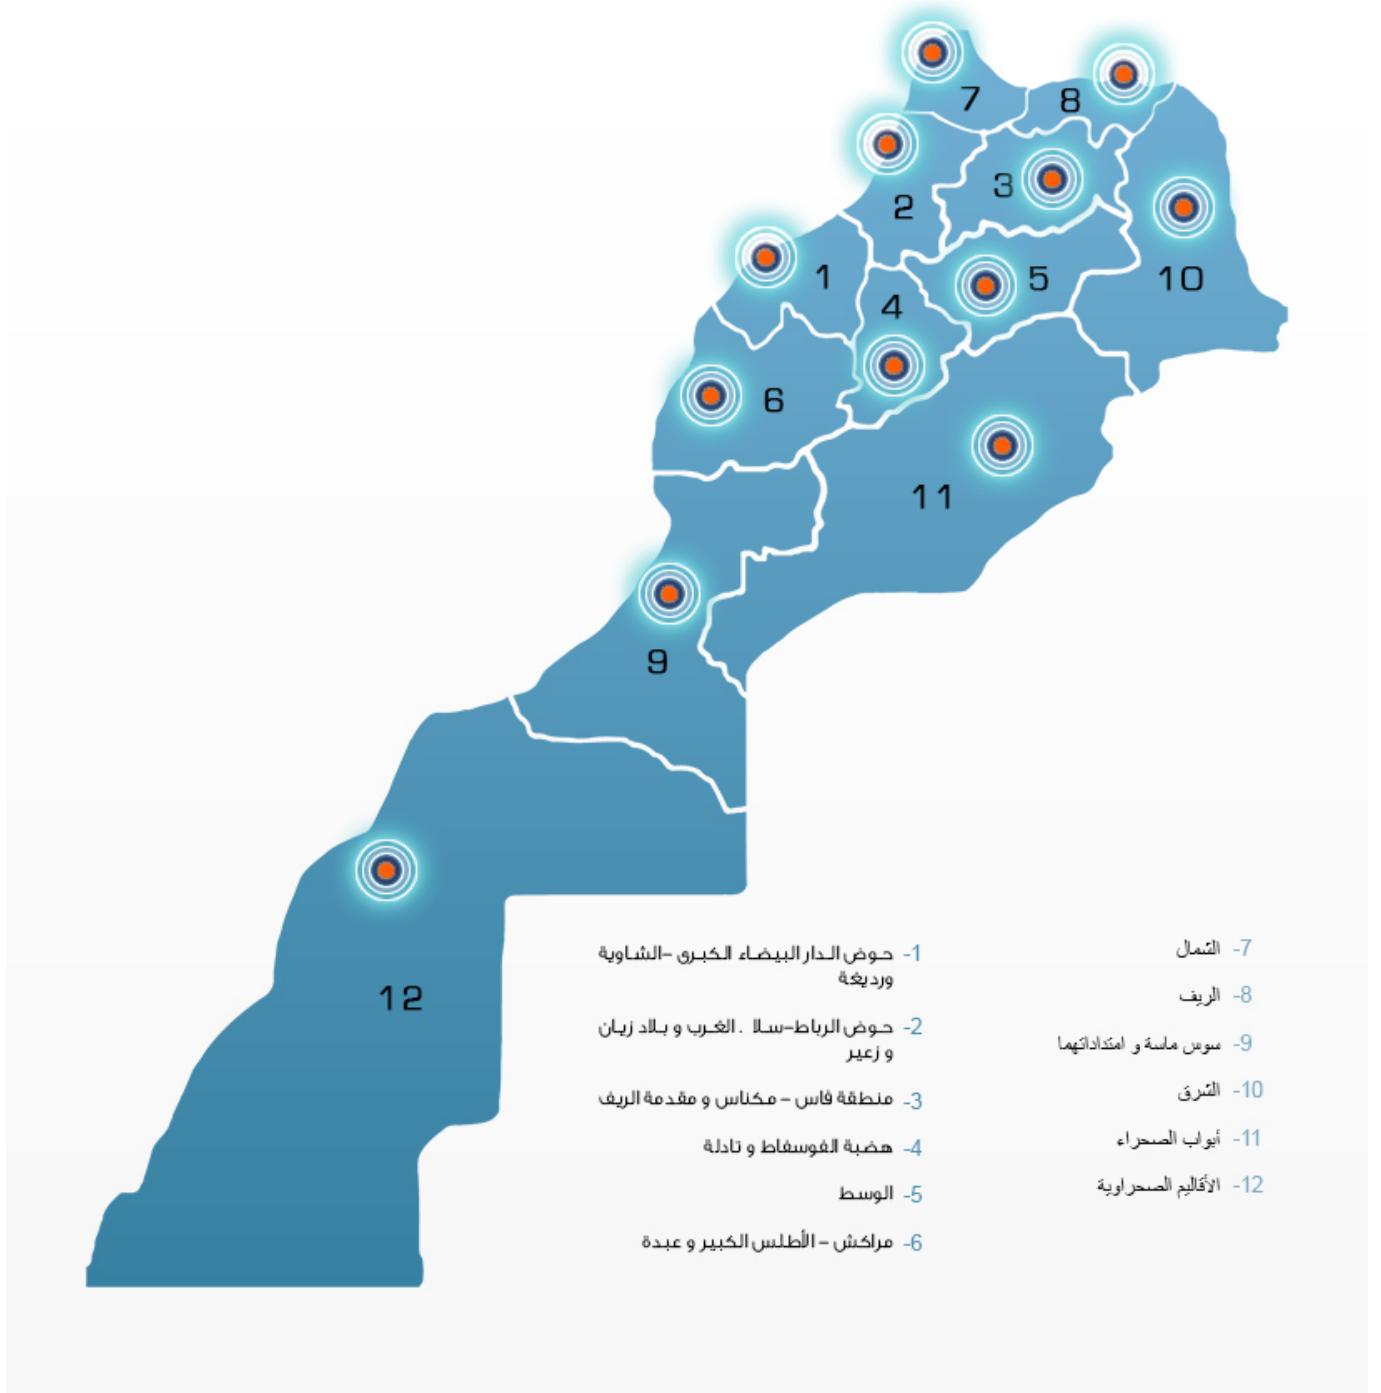 7
8
3
2
1
5
10
4
6
11
9
12
1- حوض الدار البيضاء الكبرى –الشاوية
ورديغة
2- حوض الرباط–سلا . الغرب و بلاد زيان
و زعير
3- منطقة فاس – مكناس و مقدمة الريف
4- هضبة الفوسفاط و تادلة
5- الوسط
6- مراكش – الأطلس الكبير و عبدة
7- الشمال
8- الريف
9- سوس ماسة و امتداداتهما
10- الشرق
11- أبواب الصحراء
12- الأقاليم الصحراوية